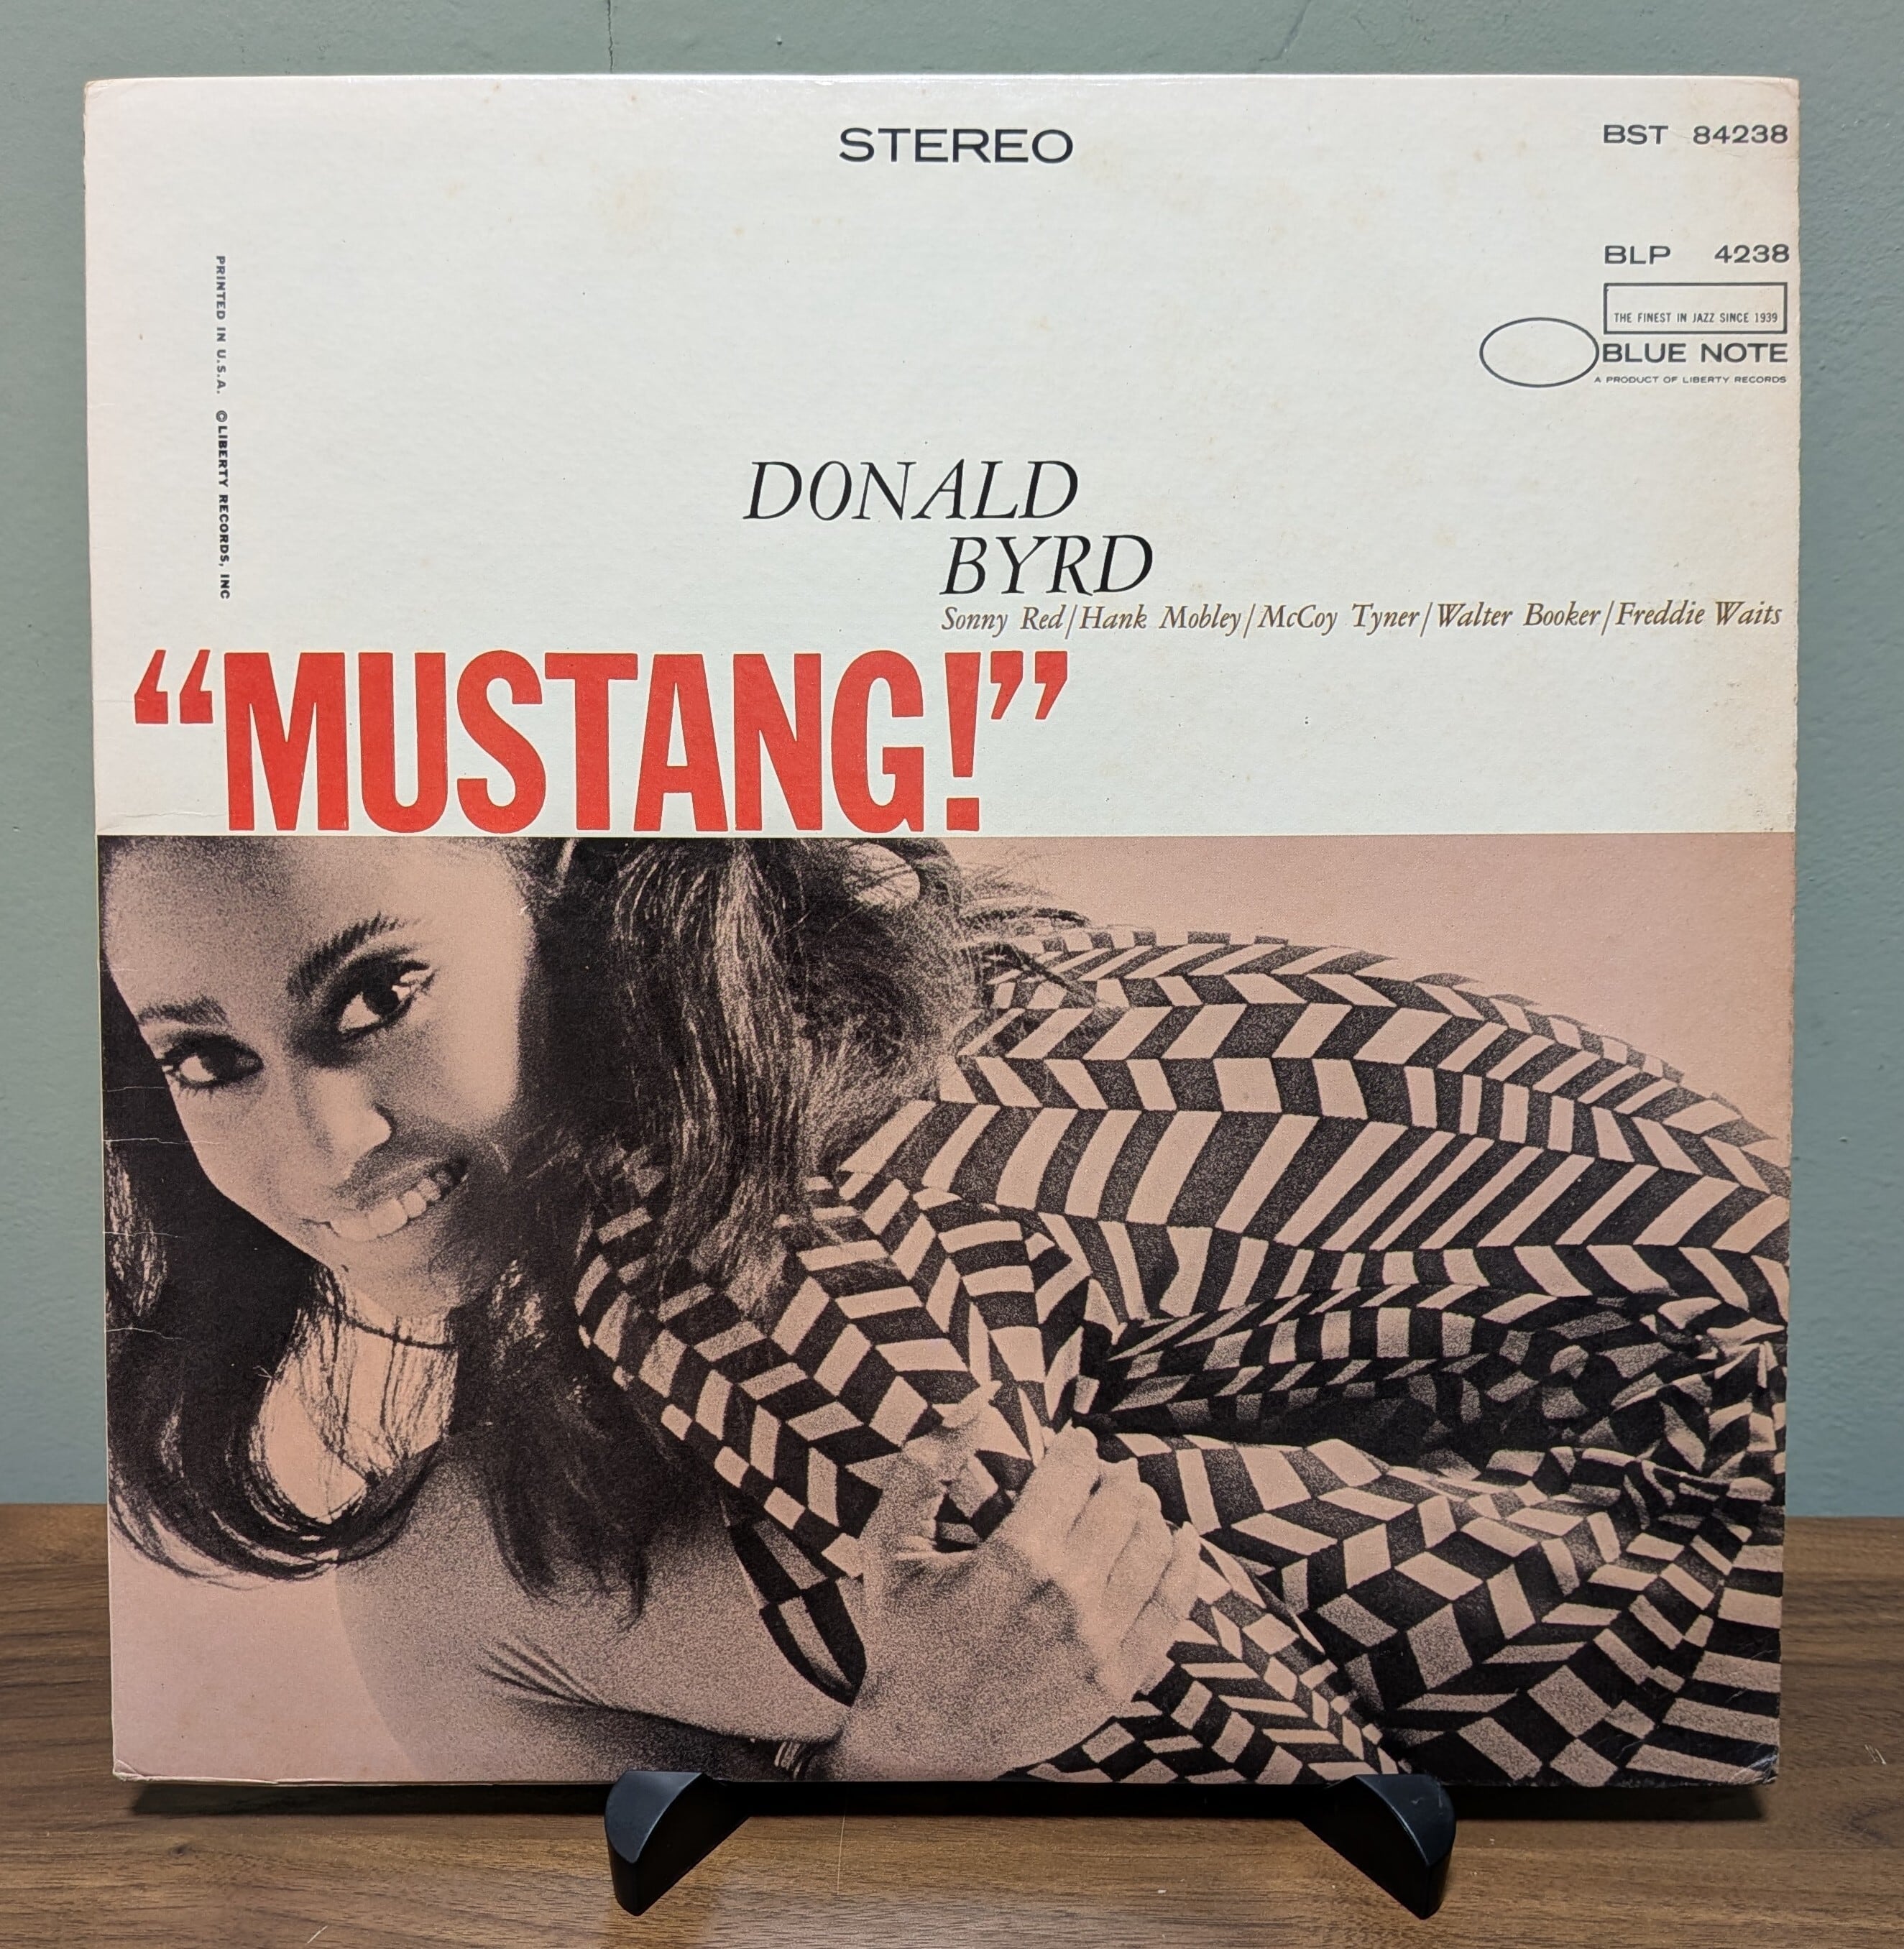 STEREO
BST 84238
BLP 4238
THE FINEST IN JAZZ SINCE 1939
BLUE NOTE
A PRODUCT OF LIBERTY RECORDS
PRINTED IN U.S.A. © LIBERTY RECORDS, INC
DONALD
BYRD
Sonny Red/Hank Mobley/McCoy Tyner/Walter Booker/Freddie Waits
“MUSTANG!”